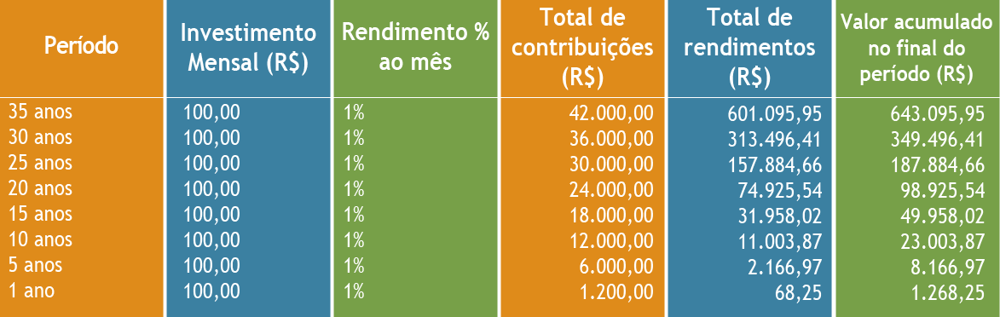 Período Investimento Mensal (R$) Rendimento % ao mês Total de contribuições (R$) Total de rendimentos (R$) Valor acumulado no final do período (R$)
35 anos 100,00 1% 42.000,00 601.095,95 643.095,95
30 anos 100,00 1% 36.000,00 313.496,41 349.496,41
25 anos 100,00 1% 30.000,00 157.884,66 187.884,66
20 anos 100,00 1% 24.000,00 74.925,54 98.925,54
15 anos 100,00 1% 18.000,00 31.958,02 49.958,02
10 anos 100,00 1% 12.000,00 11.003,87 23.003,87
5 anos 100,00 1% 6.000,00 2.166,97 8.166,97
1 ano 100,00 1% 1.200,00 68,25 1.268,25